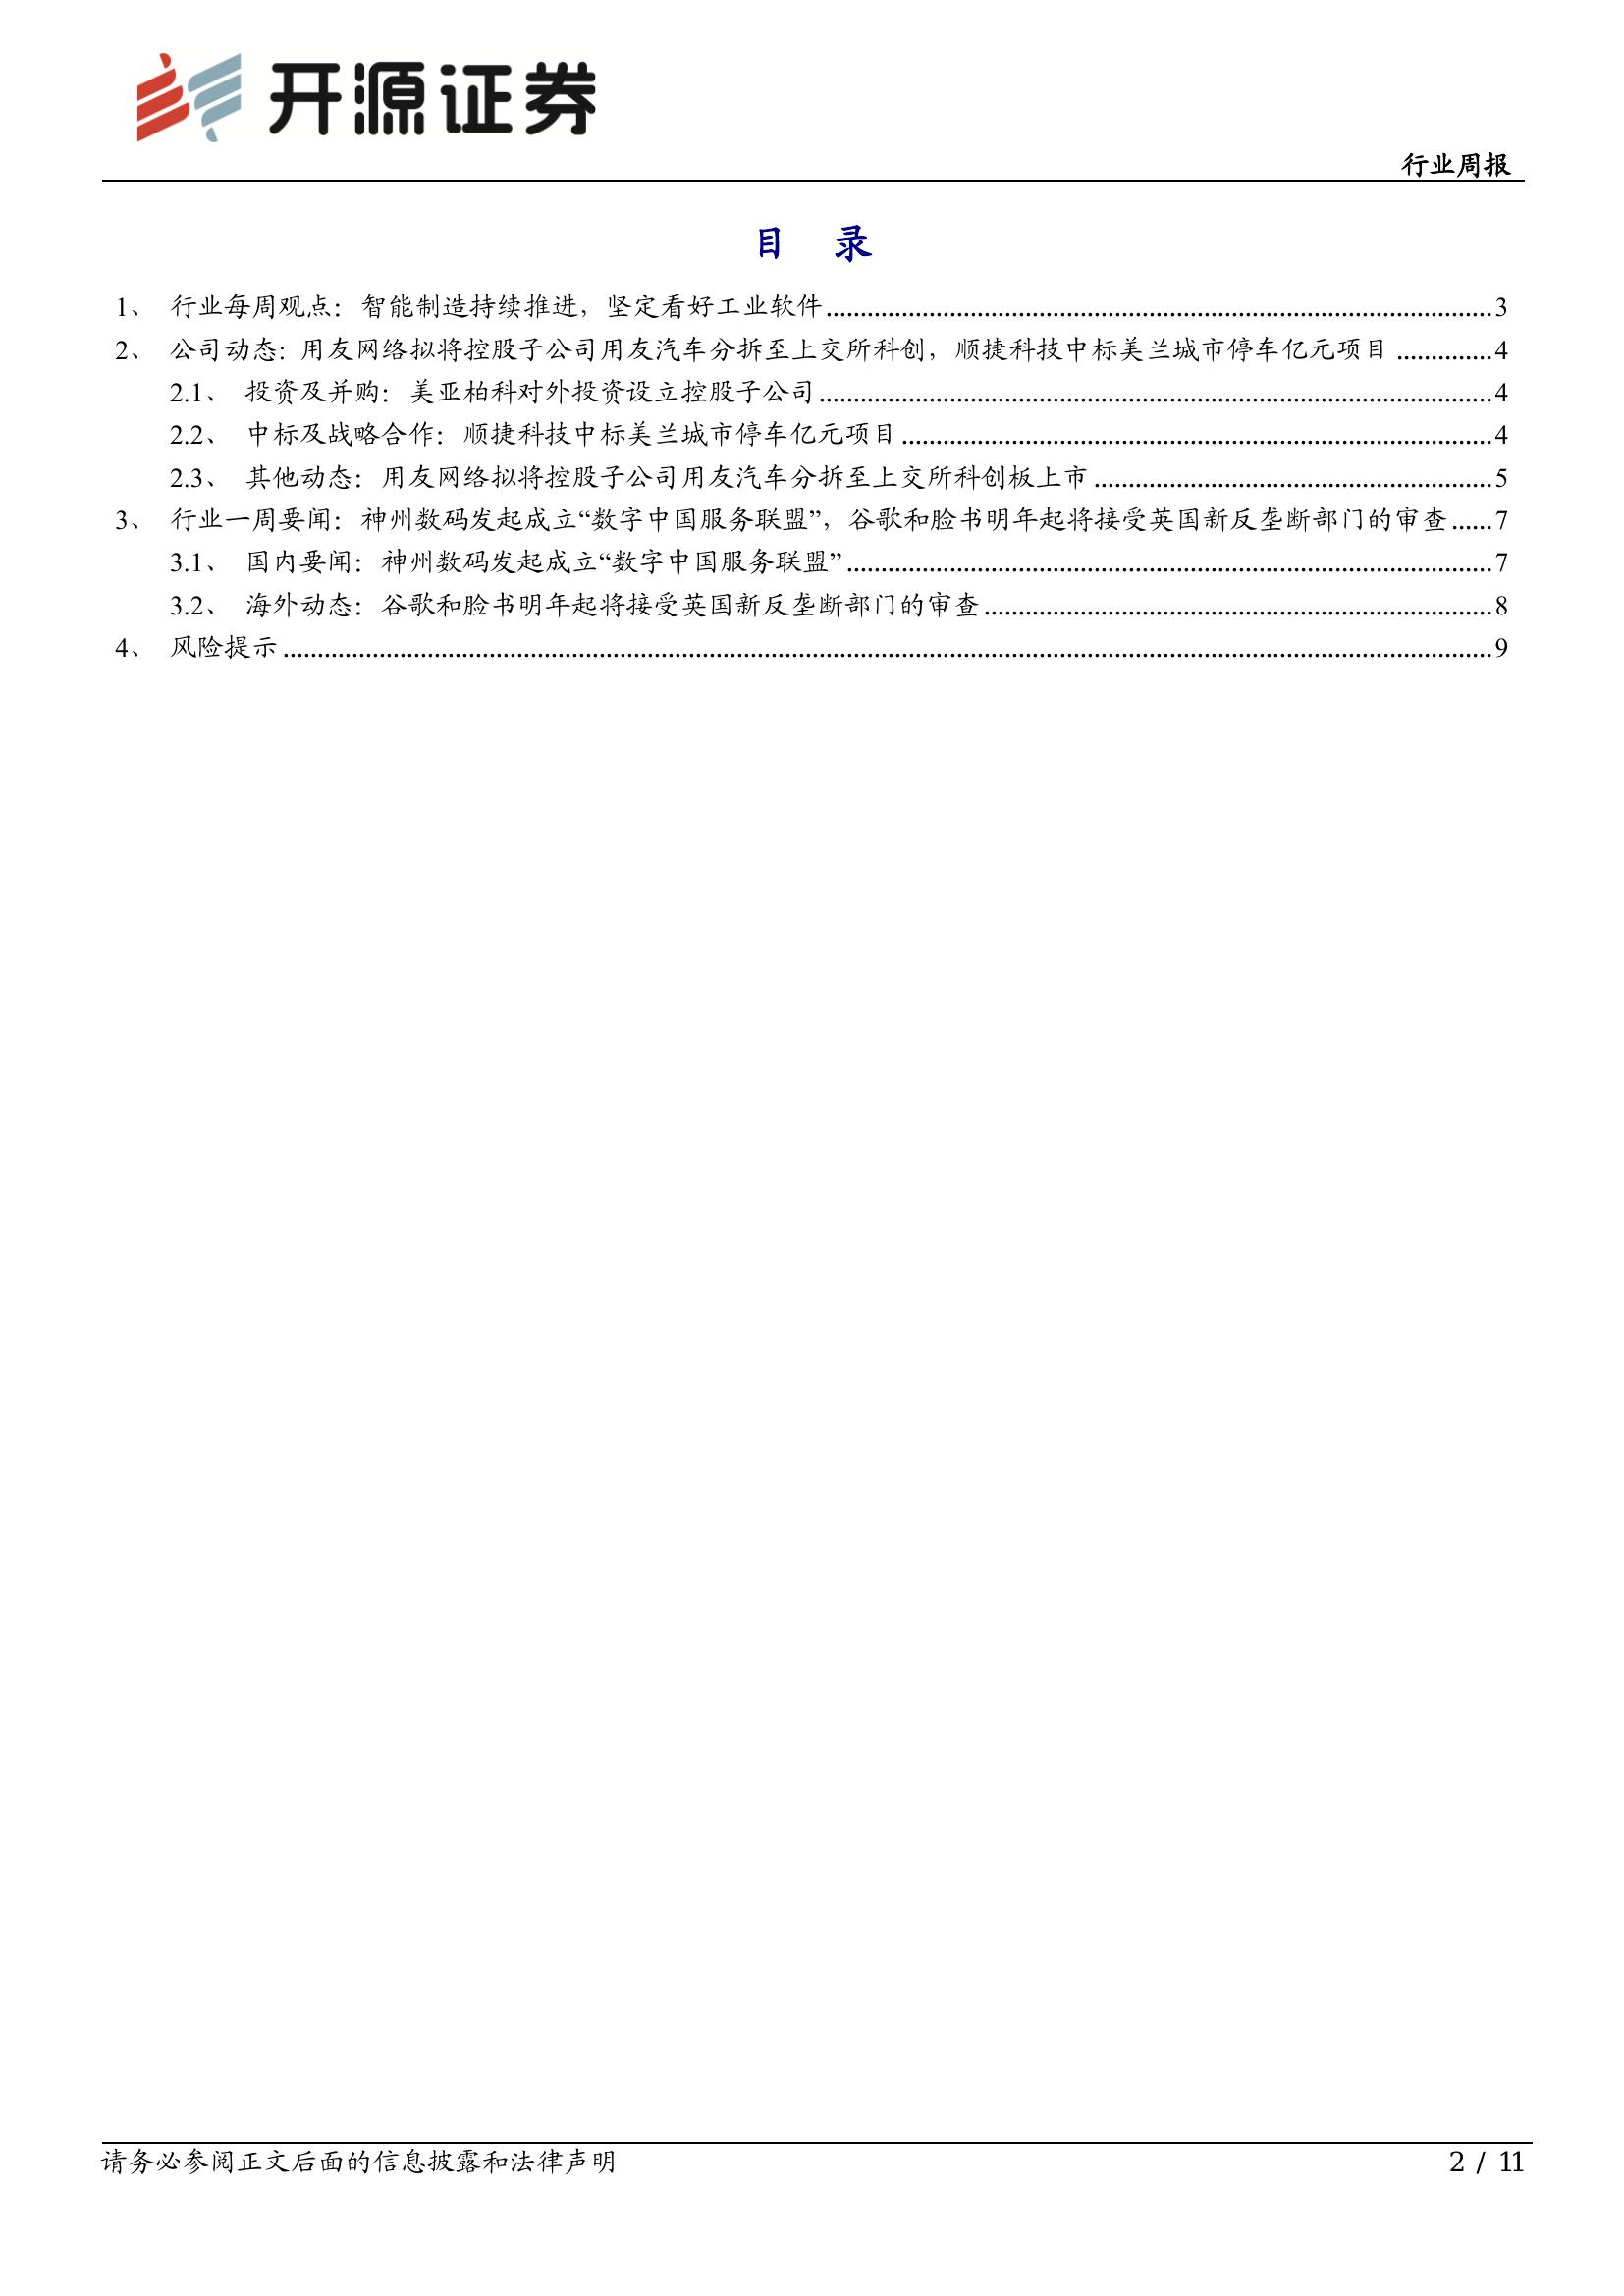 开源证券
行业周报
目 录
1、 行业每周观点：智能制造持续推进，坚定看好工业软件 3
2、 公司动态：用友网络拟将控股子公司用友汽车分拆至上交所科创，顺捷科技中标美兰城市停车亿元项目 4
2.1、 投资及并购：美亚柏科对外投资设立控股子公司 4
2.2、 中标及战略合作：顺捷科技中标美兰城市停车亿元项目 4
2.3、 其他动态：用友网络拟将控股子公司用友汽车分拆至上交所科创板上市 5
3、 行业一周要闻：神州数码发起成立“数字中国服务联盟”，谷歌和脸书明年起将接受英国新反垄断部门的审查 7
3.1、 国内要闻：神州数码发起成立“数字中国服务联盟” 7
3.2、 海外动态：谷歌和脸书明年起将接受英国新反垄断部门的审查 8
4、 风险提示 9
请务必参阅正文后面的信息披露和法律声明
2 / 11